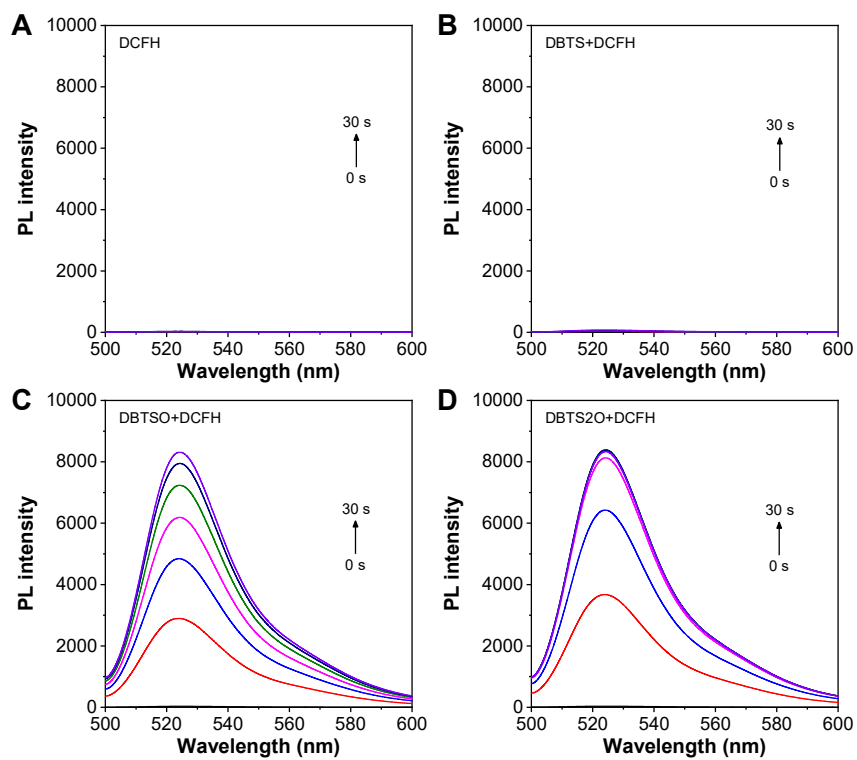 A
DCFH
10000
8000
6000
4000
2000
0
PL intensity
30 s
0 s
500 520 540 560 580 600
Wavelength (nm)
B
DBTS+DCFH
10000
8000
6000
4000
2000
0
PL intensity
30 s
0 s
500 520 540 560 580 600
Wavelength (nm)
C
DBTSO+DCFH
10000
8000
6000
4000
2000
0
PL intensity
30 s
0 s
500 520 540 560 580 600
Wavelength (nm)
D
DBTS2O+DCFH
10000
8000
6000
4000
2000
0
PL intensity
30 s
0 s
500 520 540 560 580 600
Wavelength (nm)